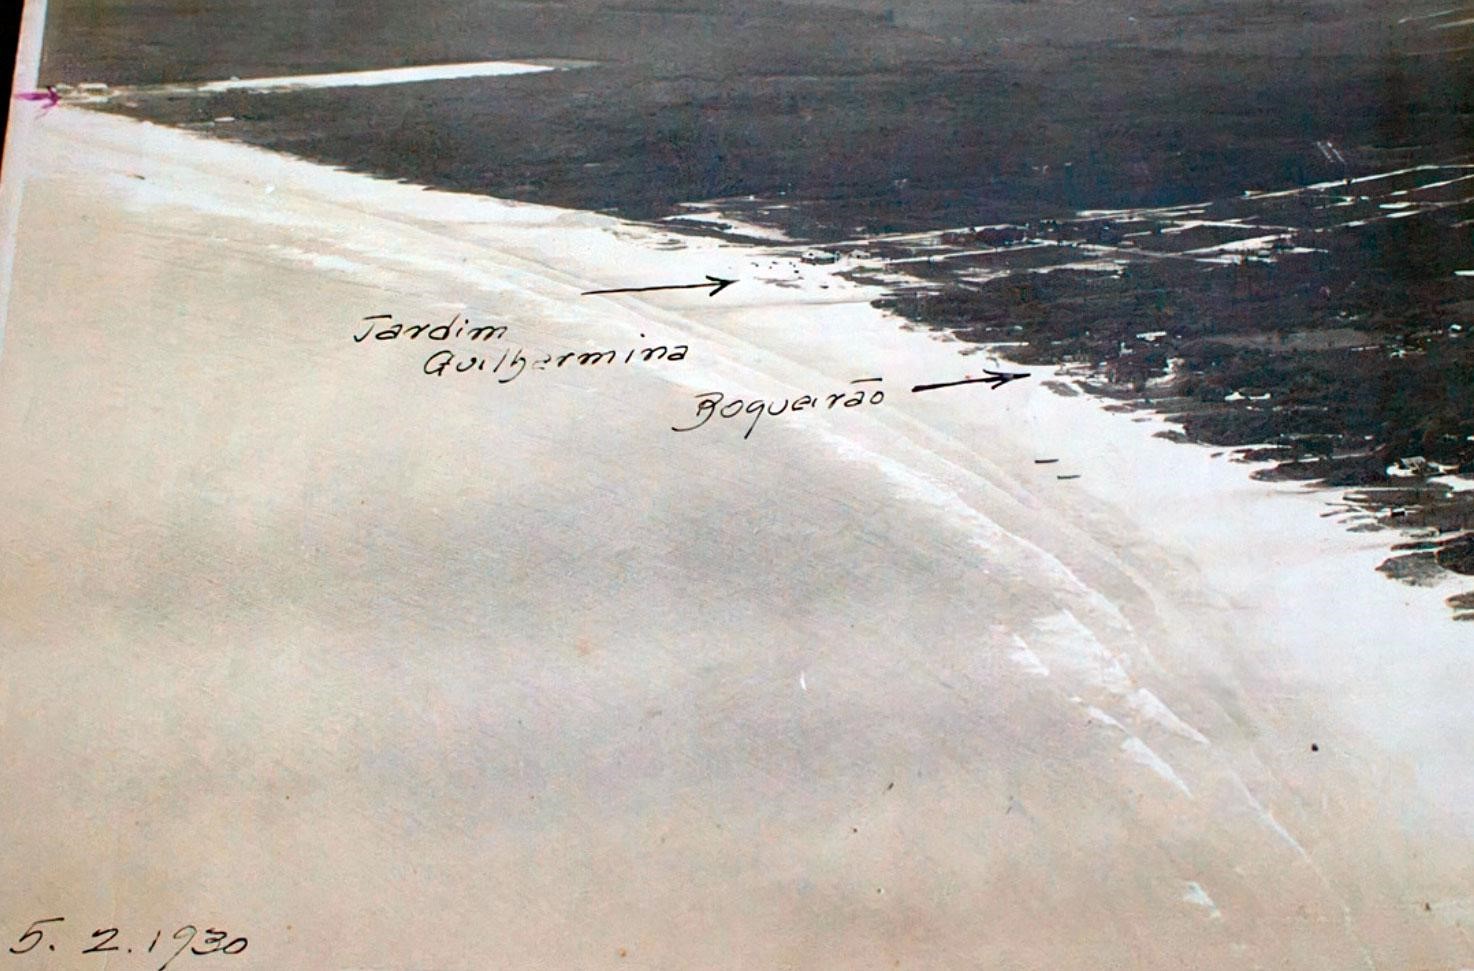 Jardim
Guilhermina
Boqueirão
5. 2. 1930